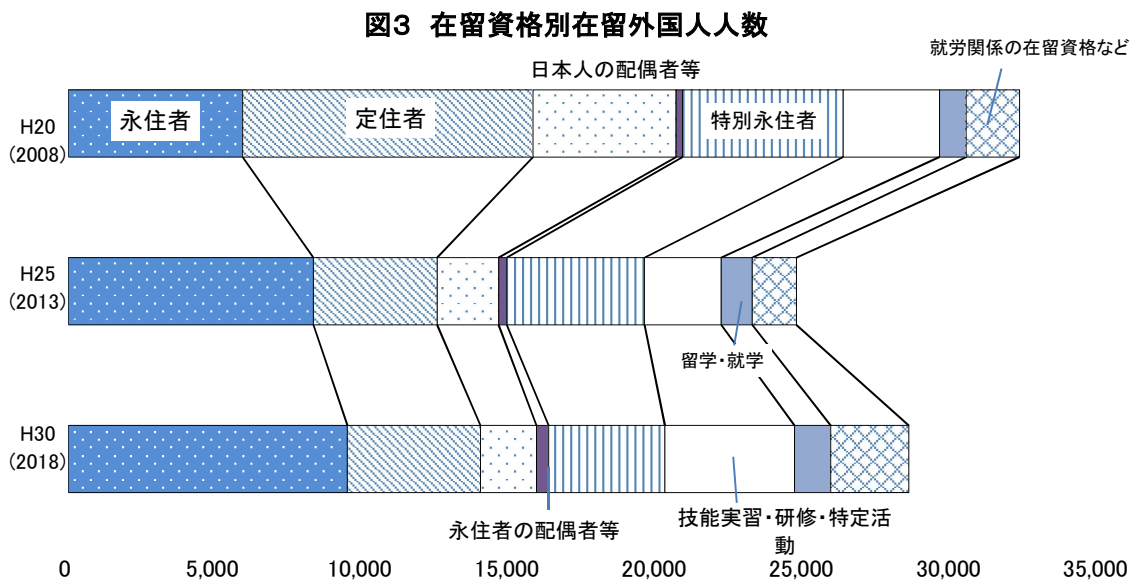 図3 在留資格別在留外国人人数
就労関係の在留資格など
日本人の配偶者等
永住者
定住者
特別永住者
H20
(2008)
H25
(2013)
留学・就学
H30
(2018)
永住者の配偶者等
技能実習・研修・特定活
動
0 5,000 10,000 15,000 20,000 25,000 30,000 35,000